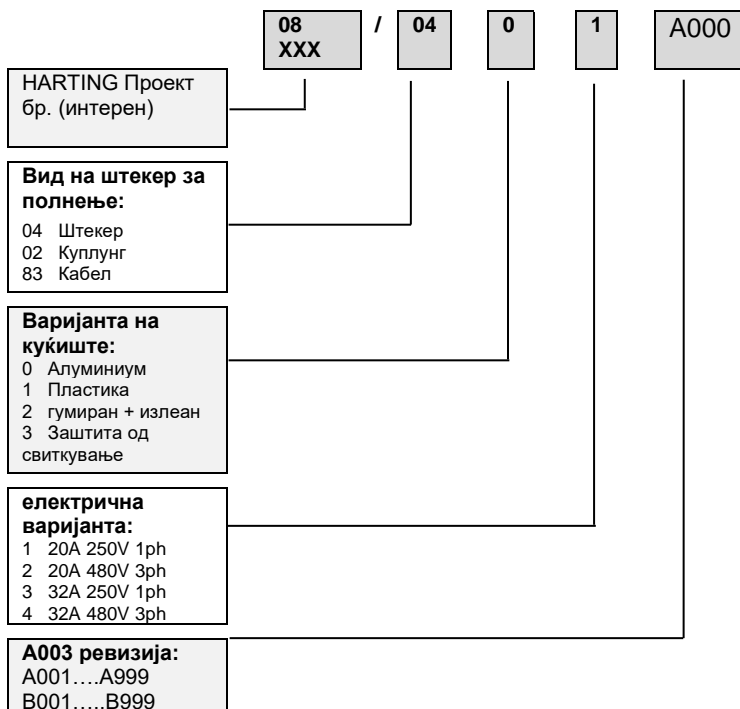 08 / 04 0 1 A000
XXX
HARTING Проект
бр. (интерен)
Вид на штекер за
полнење:
04 Штекер
02 Куплунг
83 Кабел
Варијанта на
куќиште:
0 Алуминиум
1 Пластика
2 гумиран + излеан
3 Заштита од
свиткување
електрична
варијанта:
1 20A 250V 1ph
2 20A 480V 3ph
3 32A 250V 1ph
4 32A 480V 3ph
A003 ревизија:
A001….A999
B001…..B999